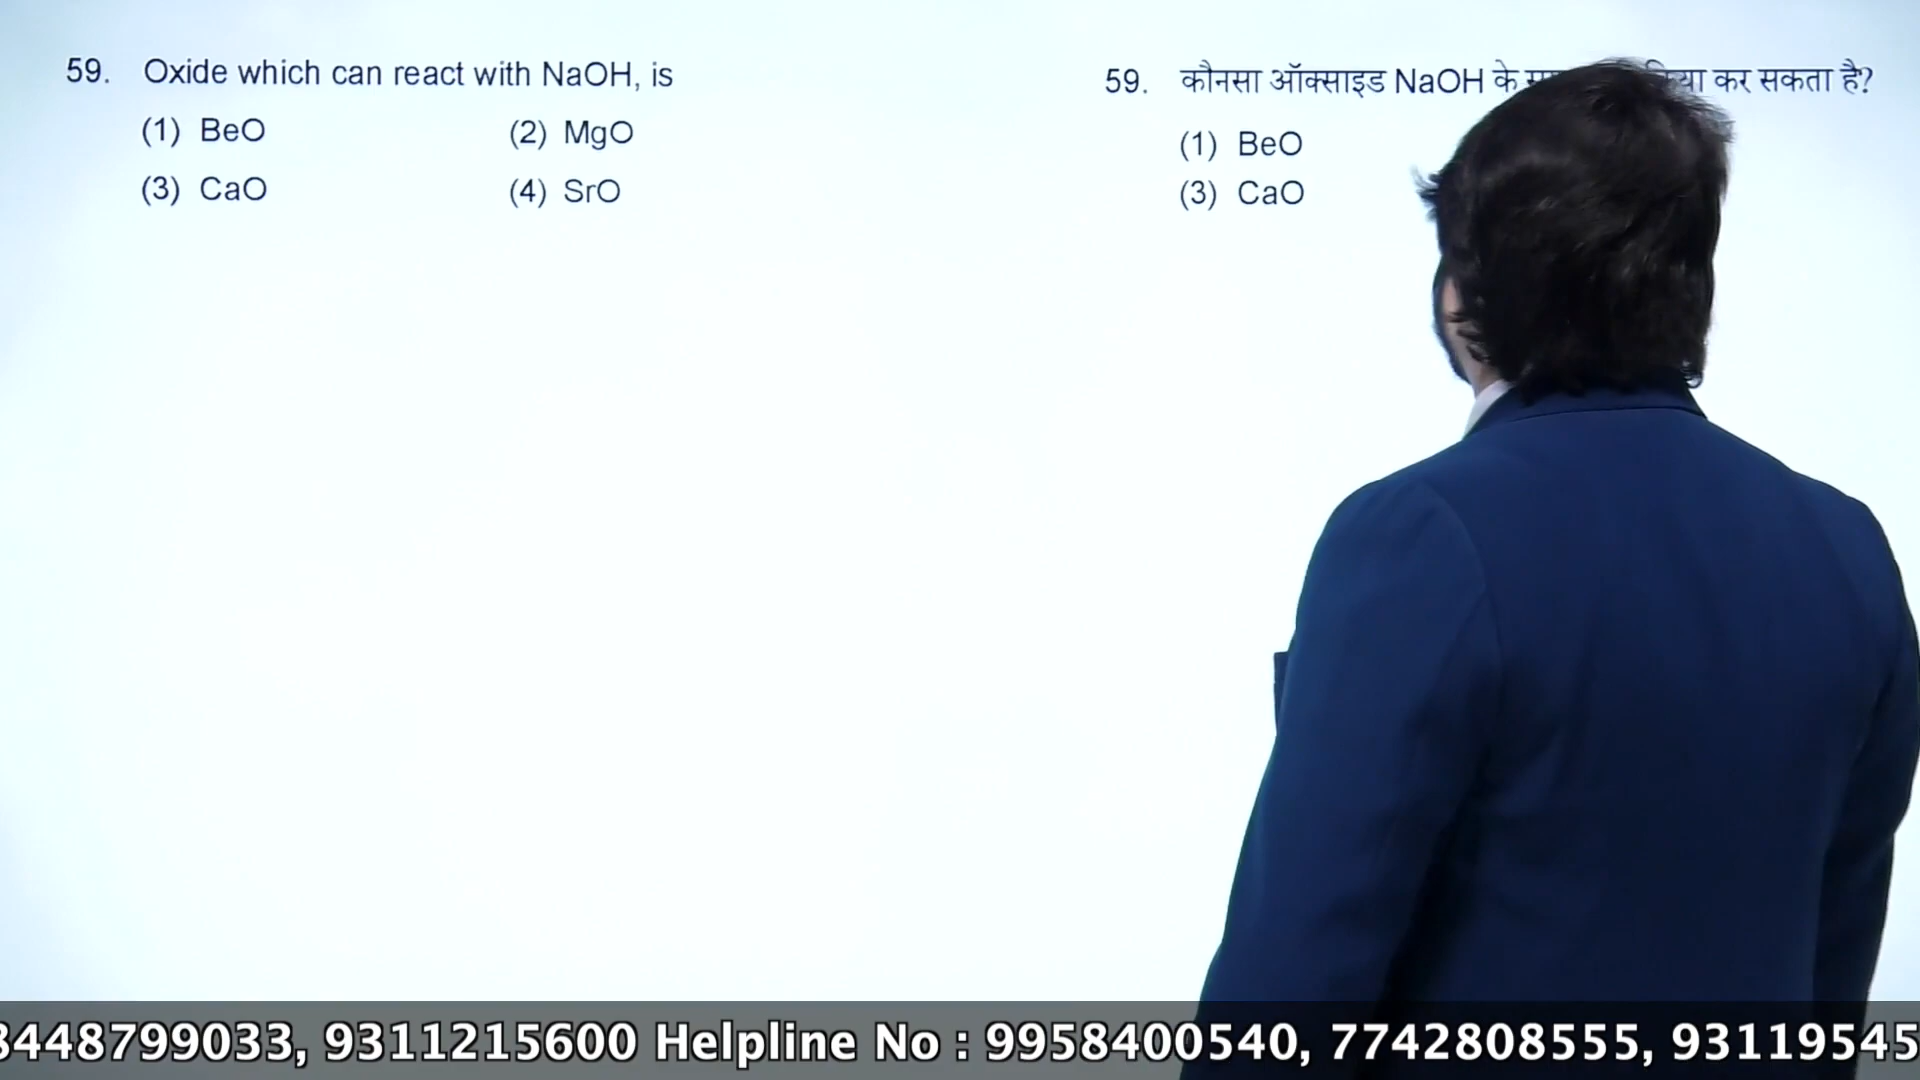 59. Oxide which can react with NaOH, is
(1) BeO (2) MgO
(3) CaO (4) SrO
59. कौनसा ऑक्साइड NaOH के कर सकता है?
(1) BeO
(3) CaO
8448799033, 9311215600 Helpline No : 9958400540, 7742808555, 93119545